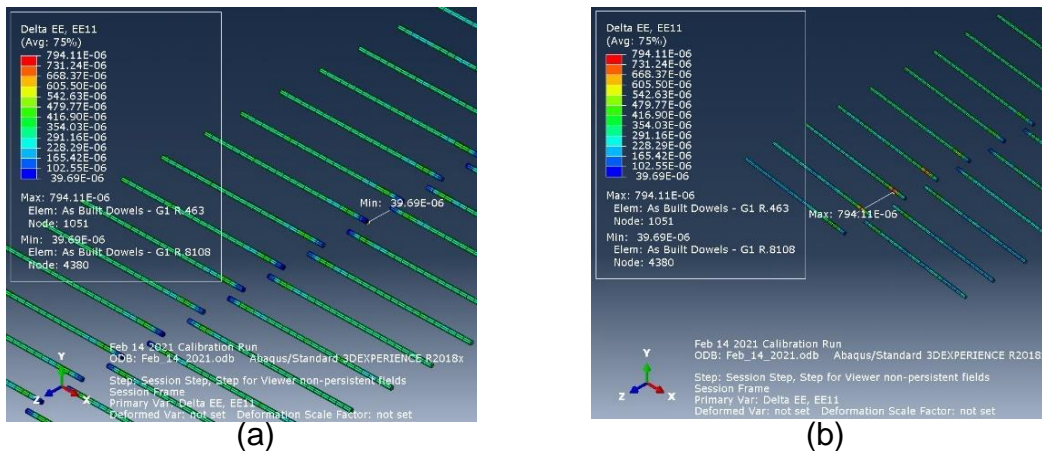 Delta EE, EE11
(Avg: 75%)
794.11E-06
731.24E-06
668.37E-06
605.50E-06
542.63E-06
479.77E-06
416.90E-06
354.03E-06
291.16E-06
228.29E-06
165.42E-06
102.55E-06
39.69E-06
Max: 794.11E-06
Elem: As Built Dowels - G1 R.463
Node: 1051
Min: 39.69E-06
Elem: As Built Dowels - G1 R.8108
Node: 4380
Min: 39.69E-06
Feb 14 2021 Calibration Run
ODB: Feb_14_2021.odb Abaqus/Standard 3DEXPERIENCE R2018x
Step: Session Step, Step for Viewer non-persistent fields
Session Frame
Primary Var: Delta EE, EE11
Deformed Var: not set Deformation Scale Factor: not set
Y
Z
X
(a)
Delta EE, EE11
(Avg: 75%)
794.11E-06
731.24E-06
668.37E-06
605.50E-06
542.63E-06
479.77E-06
416.90E-06
354.03E-06
291.16E-06
228.29E-06
165.42E-06
102.55E-06
39.69E-06
Max: 794.11E-06
Elem: As Built Dowels - G1 R.463
Node: 1051
Min: 39.69E-06
Elem: As Built Dowels - G1 R.8108
Node: 4380
Max: 794.11E-06
Feb 14 2021 Calibration Run
ODB: Feb_14_2021.odb Abaqus/Standard 3DEXPERIENCE R2018
Step: Session Step, Step for Viewer non-persistent fields
Session Frame
Primary Var: Delta EE, EE11
Deformed Var: not set Deformation Scale Factor: not set
Y
Z
X
(b)